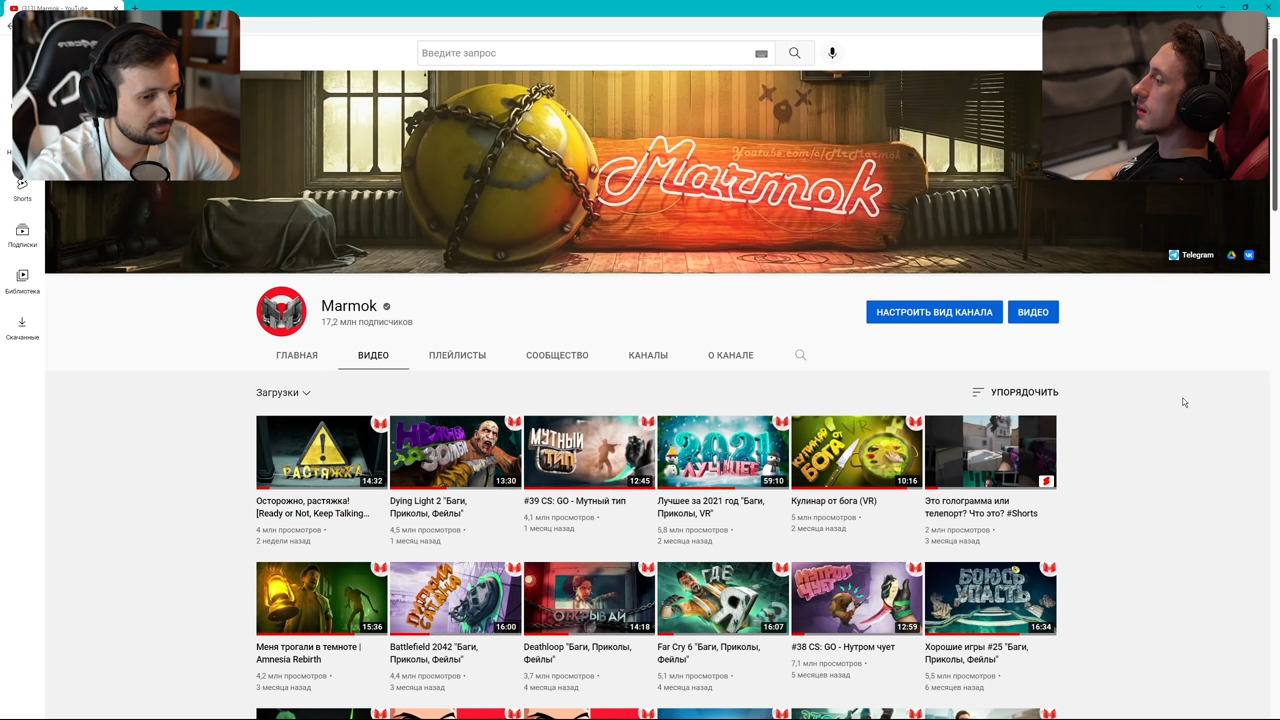 (313) Marmok - YouTube
Введите запрос
Youtube.com/c/MrMarmok
Marmok
Shorts
Подписки
Библиотека
Скачанные
Telegram
Marmok
17,2 млн подписчиков
НАСТРОИТЬ ВИД КАНАЛА
ВИДЕО
ГЛАВНАЯ
ВИДЕО
ПЛЕЙЛИСТЫ
СООБЩЕСТВО
КАНАЛЫ
О КАНАЛЕ
Загрузки
УПОРЯДОЧИТЬ
РАСТЯЖКА
14:32
13:30
МУТНЫЙ
ТИП
12:45
2021
ЛУЧШЕЕ
59:10
КУЛИНАР ОТ
БОГА
VR
10:16
Осторожно, растяжка!
[Ready or Not, Keep Talking...
4 млн просмотров •
2 недели назад
Dying Light 2 "Баги,
Приколы, Фейлы"
4,5 млн просмотров •
1 месяц назад
#39 CS: GO - Мутный тип
4,1 млн просмотров •
1 месяц назад
Лучшее за 2021 год "Баги,
Приколы, VR"
5,8 млн просмотров •
2 месяца назад
Кулинар от бога (VR)
5 млн просмотров •
2 месяца назад
Это голограмма или
телепорт? Что это? #Shorts
2 млн просмотров •
3 месяца назад
15:36
16:00
ОТКРЫВАЙ
14:18
ГДЕ
16:07
НУТРОМ
ЧУЕТ
12:59
БОЮСЬ
УПАСТЬ
16:34
Меня трогали в темноте |
Amnesia Rebirth
4,2 млн просмотров •
3 месяца назад
Battlefield 2042 "Баги,
Приколы, Фейлы"
4,4 млн просмотров •
3 месяца назад
Deathloop "Баги, Приколы,
Фейлы"
3,7 млн просмотров •
4 месяца назад
Far Cry 6 "Баги, Приколы,
Фейлы"
5,1 млн просмотров •
4 месяца назад
#38 CS: GO - Нутром чует
7,1 млн просмотров •
5 месяцев назад
Хорошие игры #25 "Баги,
Приколы, Фейлы"
5,5 млн просмотров •
6 месяцев назад